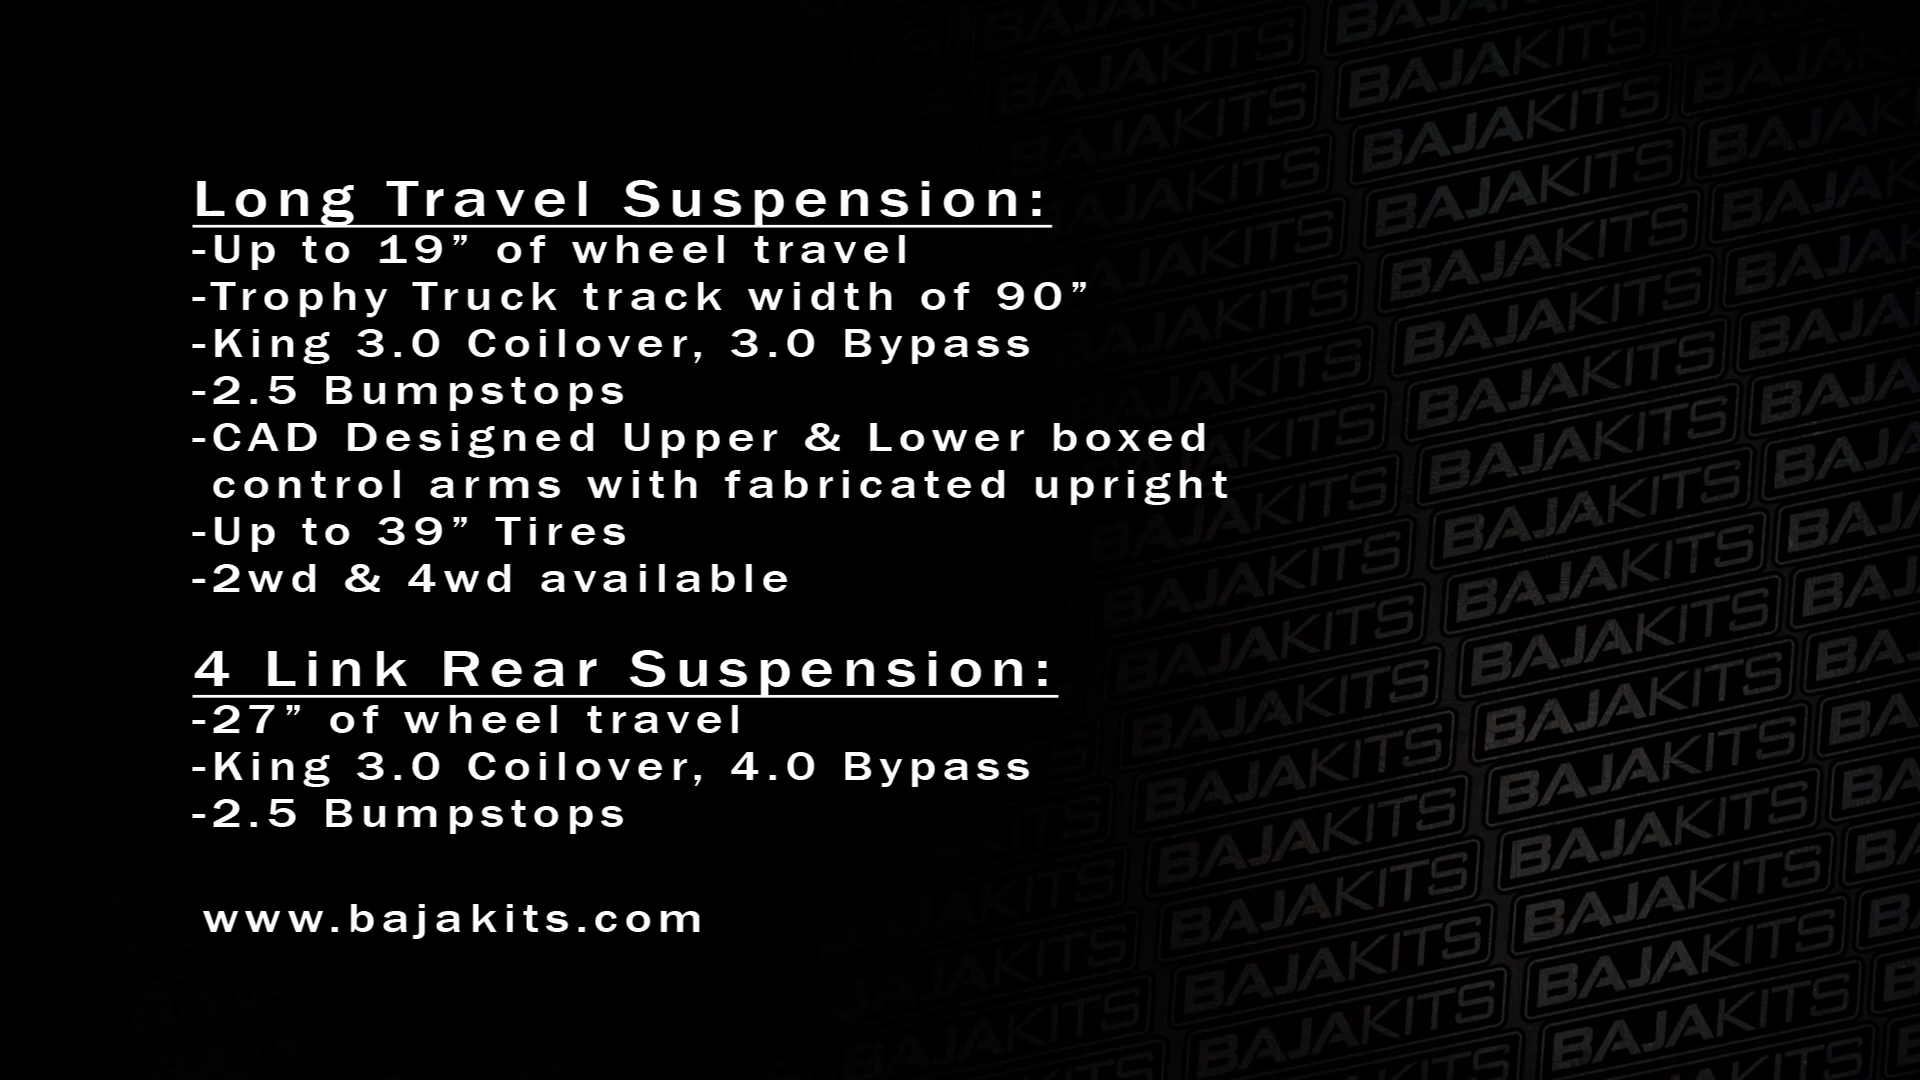 Long Travel Suspension:
-Up to 19” of wheel travel
-Trophy Truck track width of 90”
-King 3.0 Coilover, 3.0 Bypass
-2.5 Bumpstops
-CAD Designed Upper & Lower boxed
control arms with fabricated upright
-Up to 39” Tires
-2wd & 4wd available
4 Link Rear Suspension:
-27” of wheel travel
-King 3.0 Coilover, 4.0 Bypass
-2.5 Bumpstops
www.bajakits.com
BAJAKITS